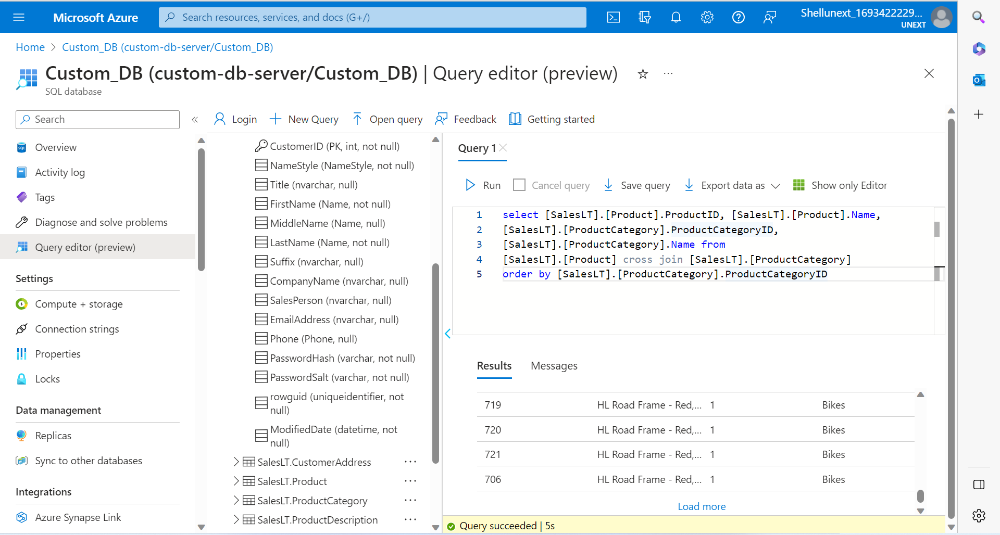 Microsoft Azure
Search resources, services, and docs (G+/)
Shellunext_1693422229...
UNEXT
Home > Custom_DB (custom-db-server/Custom_DB)
Custom_DB (custom-db-server/Custom_DB) | Query editor (preview)
SQL database
Search
Overview
Activity log
Tags
Diagnose and solve problems
Query editor (preview)
Settings
Compute + storage
Connection strings
Properties
Locks
Data management
Replicas
Sync to other databases
Integrations
Azure Synapse Link
Login
New Query
Open query
Feedback
Getting started
CustomerID (PK, int, not null)
NameStyle (NameStyle, not null)
Title (nvarchar, null)
FirstName (Name, not null)
MiddleName (Name, null)
LastName (Name, not null)
Suffix (nvarchar, null)
CompanyName (nvarchar, null)
SalesPerson (nvarchar, null)
EmailAddress (nvarchar, null)
Phone (Phone, null)
PasswordHash (varchar, not null)
PasswordSalt (varchar, not null)
rowguid (uniqueidentifier, not
null)
ModifiedDate (datetime, not
null)
SalesLT.CustomerAddress ...
SalesLT.Product ...
SalesLT.ProductCategory ...
SalesLT.ProductDescription ...
Query 1
Run
Cancel query
Save query
Export data as
Show only Editor
1 select [SalesLT].[Product].ProductID, [SalesLT].[Product].Name,
2 [SalesLT].[ProductCategory].ProductCategoryID,
3 [SalesLT].[ProductCategory].Name from
4 [SalesLT].[Product] cross join [SalesLT].[ProductCategory]
5 order by [SalesLT].[ProductCategory].ProductCategoryID
Results
Messages
719 HL Road Frame - Red,... 1 Bikes
720 HL Road Frame - Red,... 1 Bikes
721 HL Road Frame - Red,... 1 Bikes
706 HL Road Frame - Red,... 1 Bikes
Load more
Query succeeded | 5s